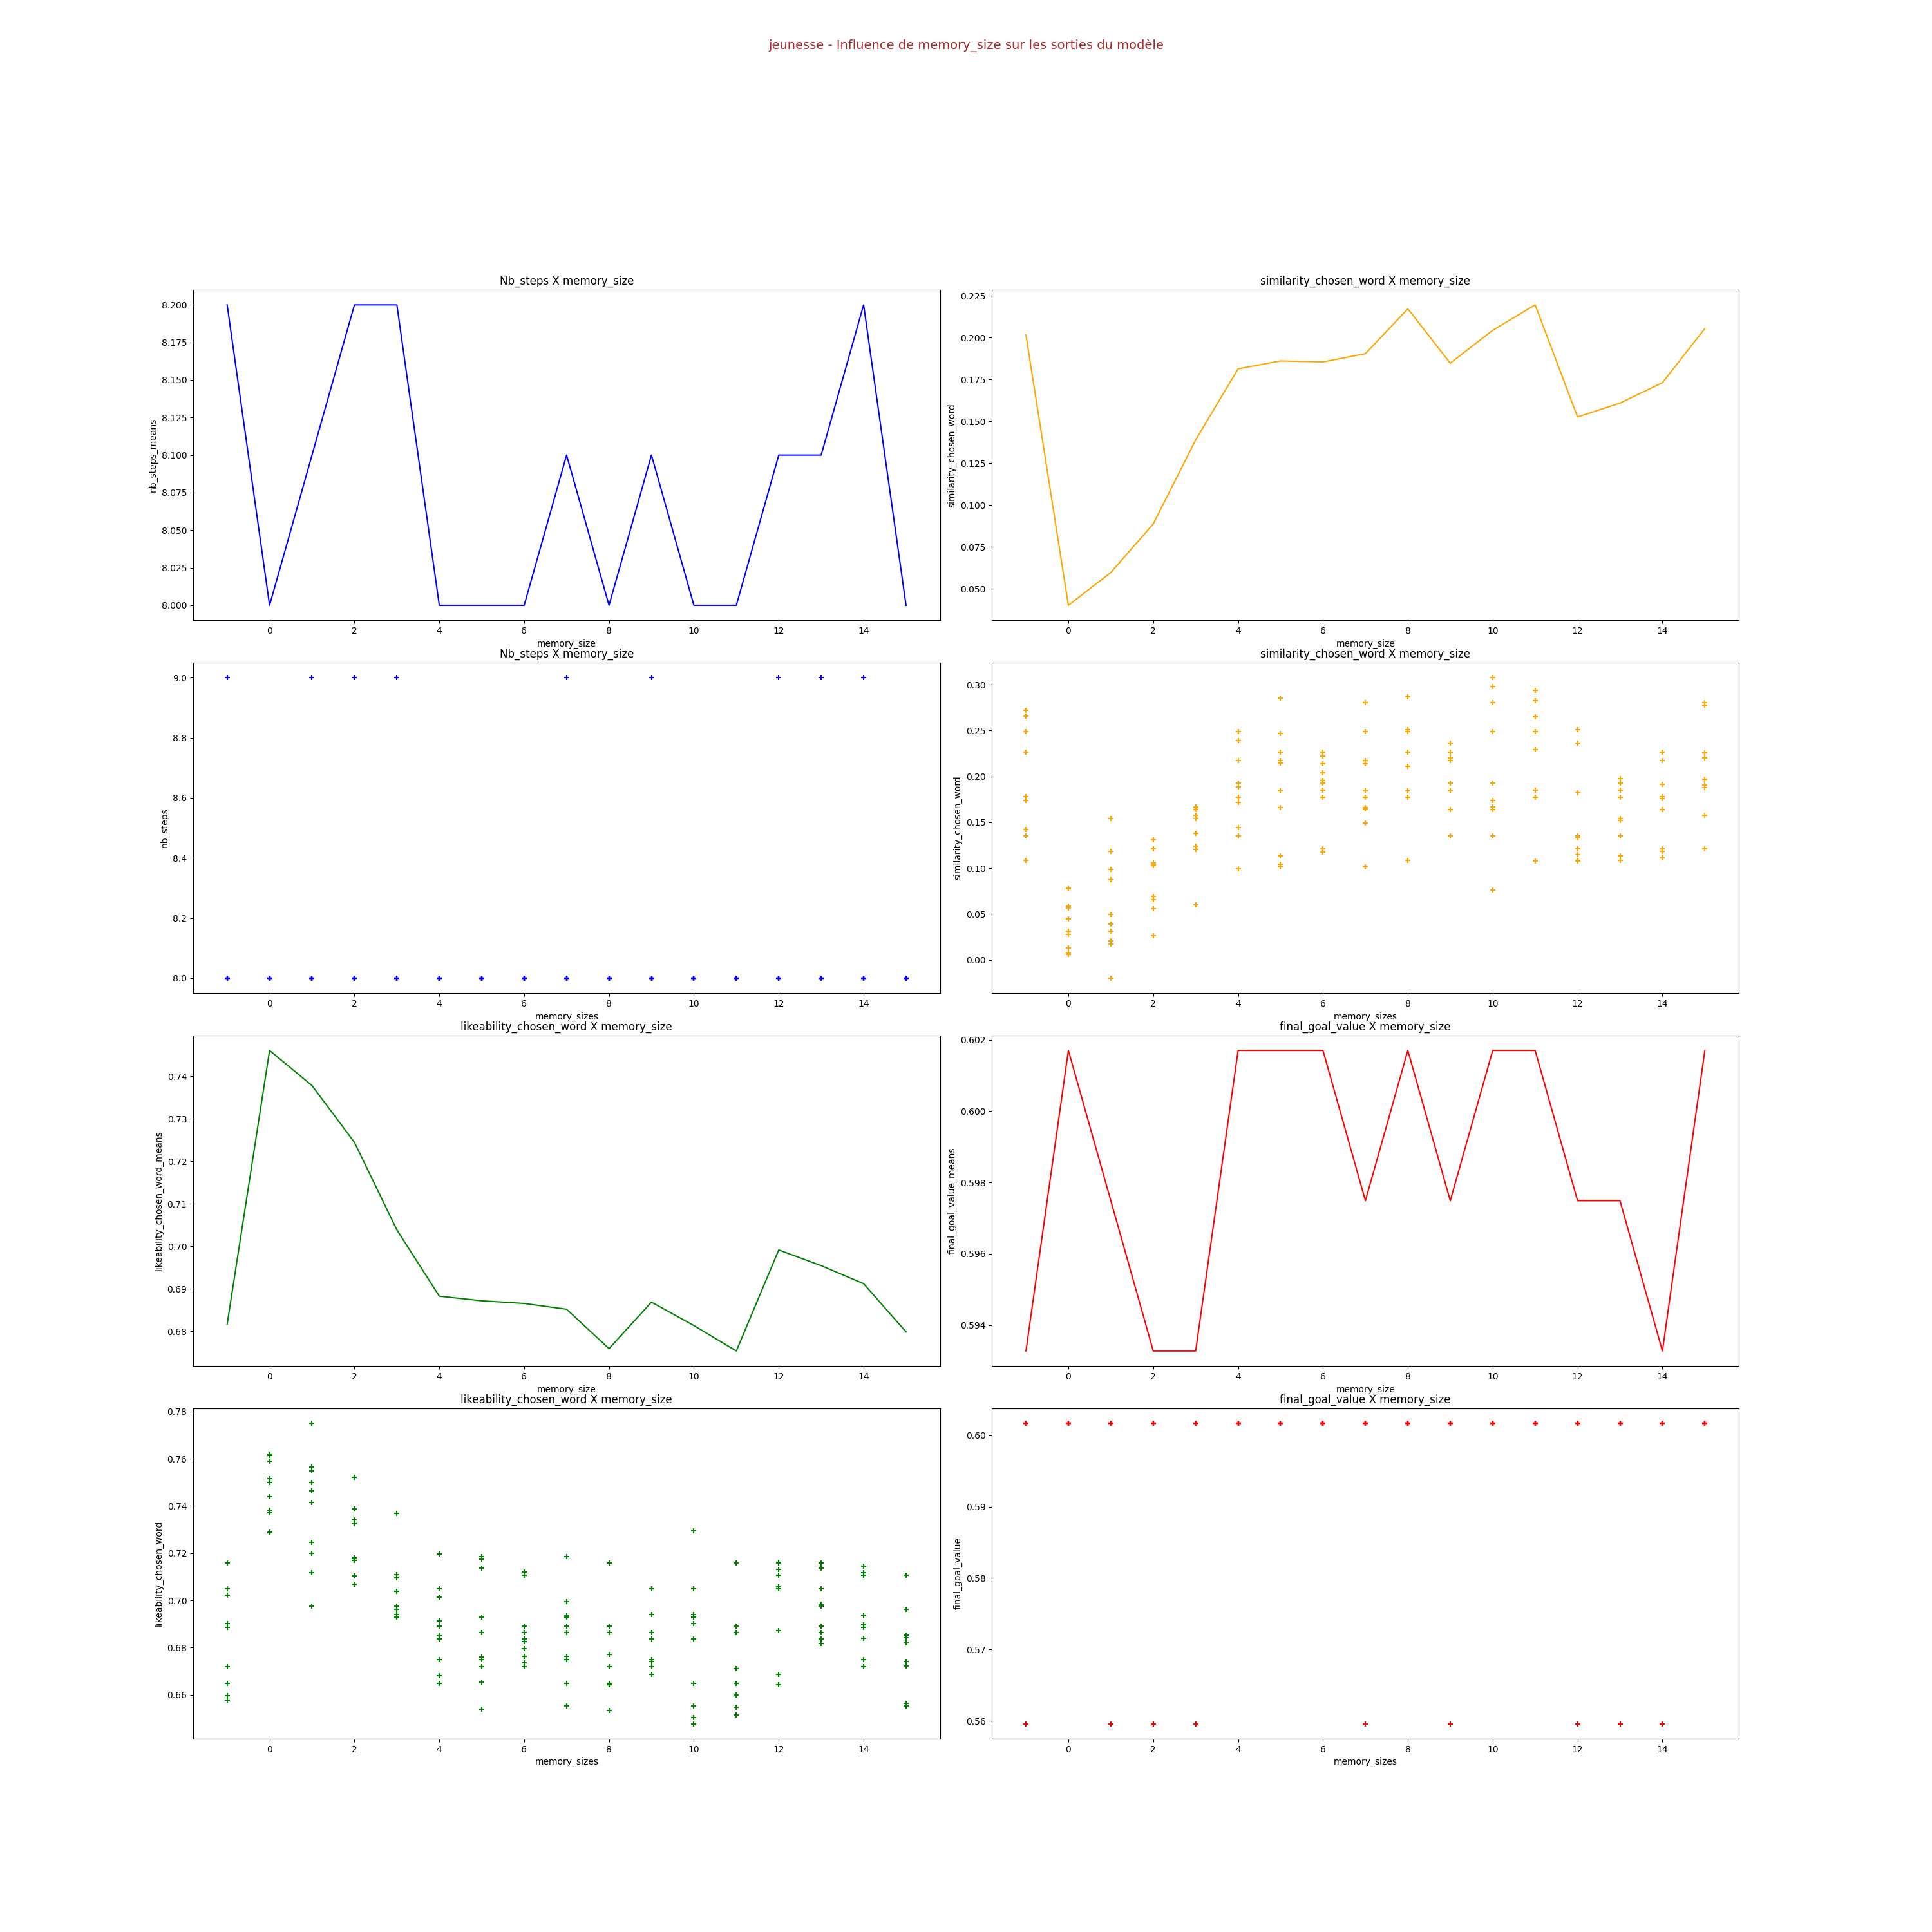 jeunesse - Influence de memory_size sur les sorties du modèle
Nb_steps X memory_size
nb_steps_means
8.200
8.175
8.150
8.125
8.100
8.075
8.050
8.025
8.000
0 2 4 6 8 10 12 14
memory_size
similarity_chosen_word X memory_size
similarity_chosen_word
0.225
0.200
0.175
0.150
0.125
0.100
0.075
0.050
0 2 4 6 8 10 12 14
memory_size
Nb_steps X memory_size
nb_steps
9.0
8.8
8.6
8.4
8.2
8.0
0 2 4 6 8 10 12 14
memory_sizes
similarity_chosen_word X memory_size
similarity_chosen_word
0.30
0.25
0.20
0.15
0.10
0.05
0.00
0 2 4 6 8 10 12 14
memory_sizes
likeability_chosen_word X memory_size
likeability_chosen_word_means
0.74
0.73
0.72
0.71
0.70
0.69
0.68
0 2 4 6 8 10 12 14
memory_size
final_goal_value X memory_size
final_goal_value_means
0.602
0.600
0.598
0.596
0.594
0 2 4 6 8 10 12 14
memory_size
likeability_chosen_word X memory_size
likeability_chosen_word
0.78
0.76
0.74
0.72
0.70
0.68
0.66
0 2 4 6 8 10 12 14
memory_sizes
final_goal_value X memory_size
final_goal_value
0.60
0.59
0.58
0.57
0.56
0 2 4 6 8 10 12 14
memory_sizes